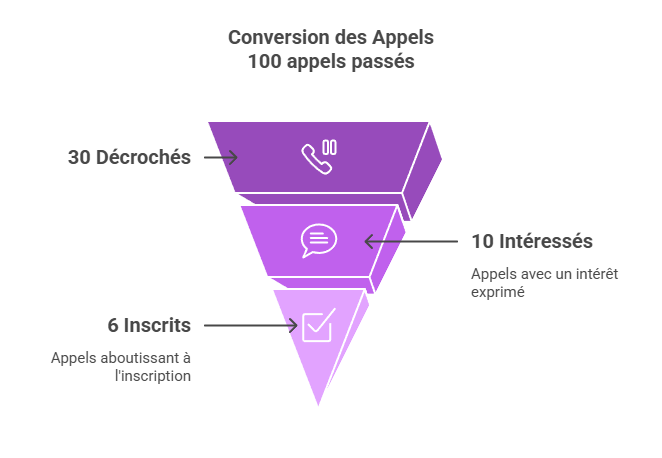 Conversion des Appels
100 appels passés
30 Décrochés
10 Intéressés
Appels avec un intérêt
exprimé
6 Inscrits
Appels aboutissant à
l'inscription